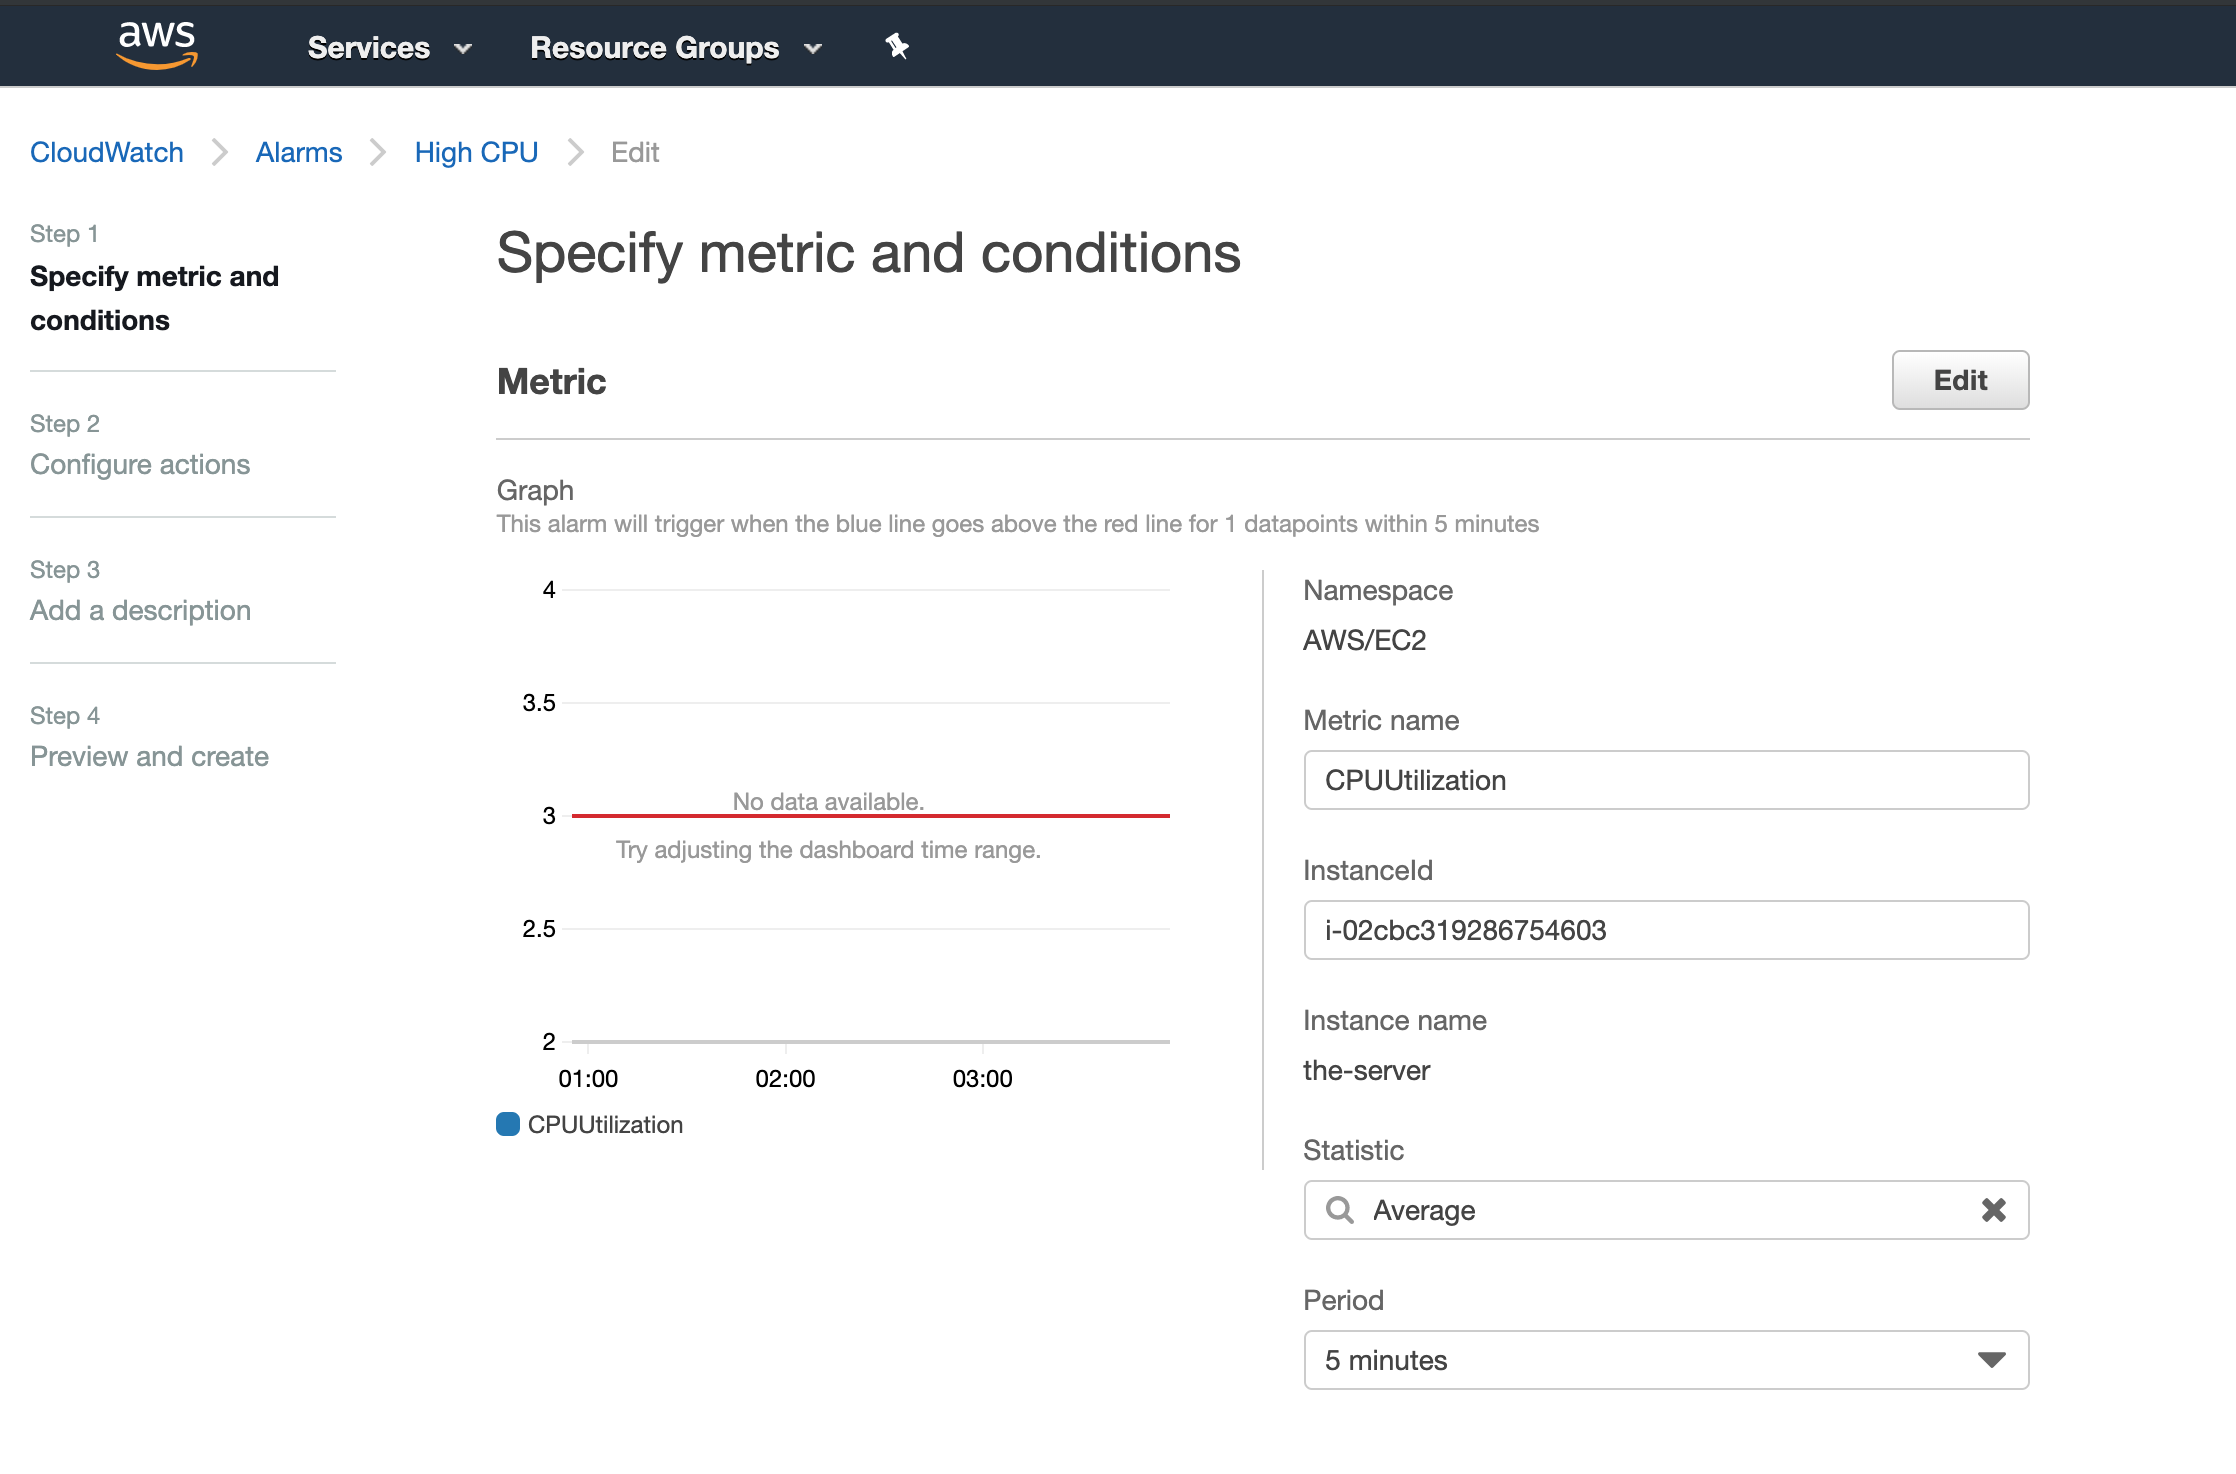 aws
Services
Resource Groups
CloudWatch
Alarms
High CPU
Edit
Step 1
Specify metric and
conditions
Step 2
Configure actions
Step 3
Add a description
Step 4
Preview and create
Specify metric and conditions
Metric
Edit
Graph
This alarm will trigger when the blue line goes above the red line for 1 datapoints within 5 minutes
4
3.5
3
2.5
2
No data available.
Try adjusting the dashboard time range.
01:00
02:00
03:00
CPUUtilization
Namespace
AWS/EC2
Metric name
CPUUtilization
InstanceId
i-02cbc319286754603
Instance name
the-server
Statistic
Average
Period
5 minutes